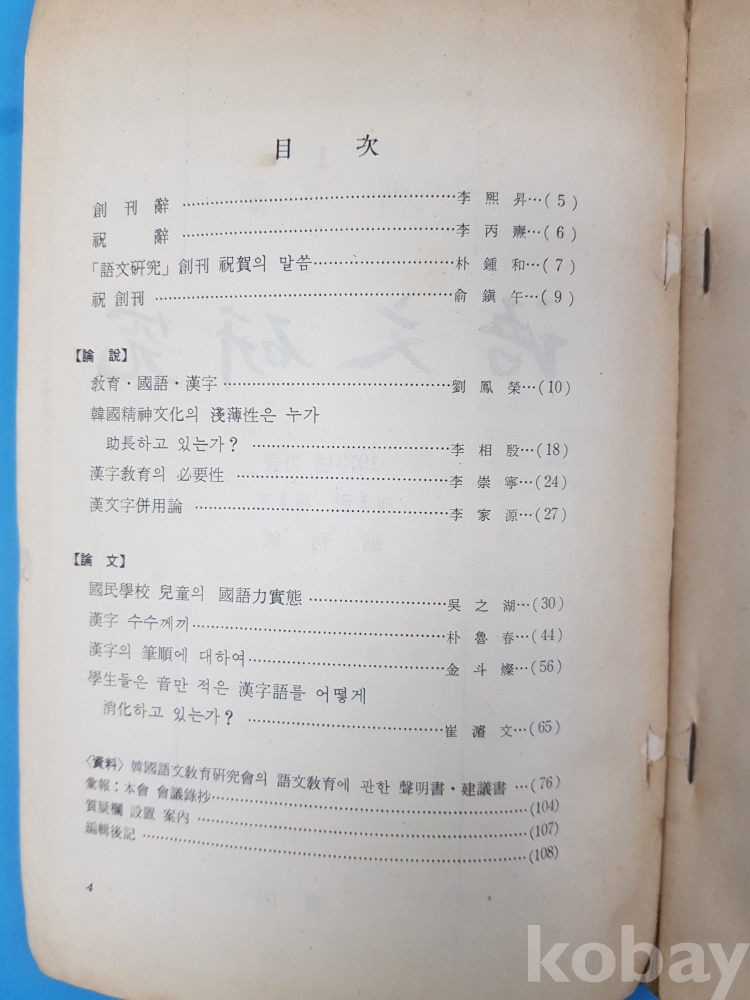 目 次
創 刊 辭 ……………………………………李 熙 昇…( 5 )
祝 辭 ……………………………………李 丙 燾…( 6 )
「語文硏究」創刊 祝賀의 말씀…………………朴 鍾 和…( 7 )
祝 創刊 ……………………………………兪 鎭 午…( 9 )
【論 說】
敎育・國語・漢字 ………………………………劉 鳳 榮…(10)
韓國精神文化의 淺薄性은 누가
助長하고 있는가? …………………………李 相 殷…(18)
漢字敎育의 必要性 ……………………………李 崇 寧…(24)
漢文字併用論 …………………………………李 家 源…(27)
【論 文】
國民學校 兒童의 國語力實態 …………………吳 之 湖…(30)
漢字 수수께끼…………………………………朴 魯 春…(44)
漢字의 筆順에 대하여…………………………金 斗 燦…(56)
學生들은 音만 적은 漢字語를 어떻게
消化하고 있는가? …………………………崔 濬 文…(65)
〈資料〉韓國語文敎育硏究會의 語文敎育에 관한 聲明書・建議書 …(76)
彙報：本會 會議錄抄……………………………………(104)
質疑欄 設置 案內 ……………………………………(107)
編輯後記 ……………………………………………(108)
4
kobay